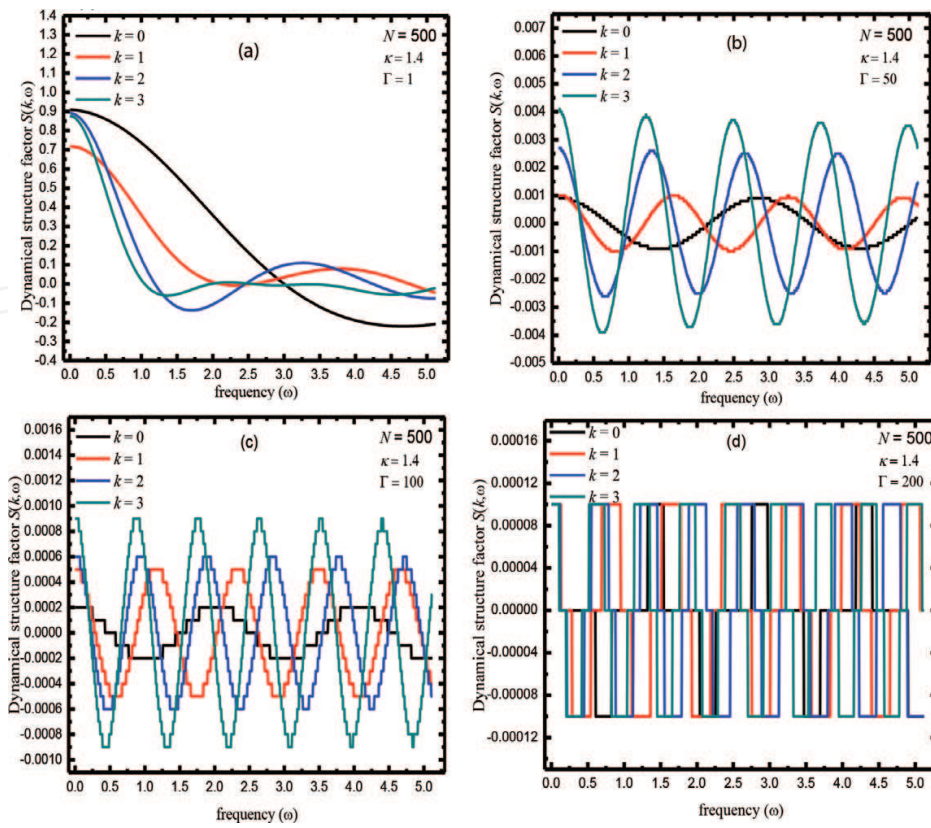 (a)
Dynamical structure factor S(k,ω)
1.4
1.3
1.2
1.1
1.0
0.9
0.8
0.7
0.6
0.5
0.4
0.3
0.2
0.1
0.0
-0.1
-0.2
-0.3
-0.4
k = 0
k = 1
k = 2
k = 3
N = 500
κ = 1.4
Γ = 1
0.0 0.5 1.0 1.5 2.0 2.5 3.0 3.5 4.0 4.5 5.0
frequency (ω)
(b)
Dynamical structure factor S(k,ω)
0.007
0.006
0.005
0.004
0.003
0.002
0.001
0.000
-0.001
-0.002
-0.003
-0.004
-0.005
k = 0
k = 1
k = 2
k = 3
N = 500
κ = 1.4
Γ = 50
0.0 0.5 1.0 1.5 2.0 2.5 3.0 3.5 4.0 4.5 5.0
frequency (ω)
(c)
Dynamical structure factor S(k,ω)
0.0016
0.0014
0.0012
0.0010
0.0008
0.0006
0.0004
0.0002
0.0000
-0.0002
-0.0004
-0.0006
-0.0008
-0.0010
k = 0
k = 1
k = 2
k = 3
N = 500
κ = 1.4
Γ = 100
0.0 0.5 1.0 1.5 2.0 2.5 3.0 3.5 4.0 4.5 5.0
frequency (ω)
(d)
Dynamical structure factor S(k,ω)
0.00016
0.00012
0.00008
0.00004
0.00000
-0.00004
-0.00008
-0.00012
k = 0
k = 1
k = 2
k = 3
N = 500
κ = 1.4
Γ = 200
0.0 0.5 1.0 1.5 2.0 2.5 3.0 3.5 4.0 4.5 5.0
frequency (ω)